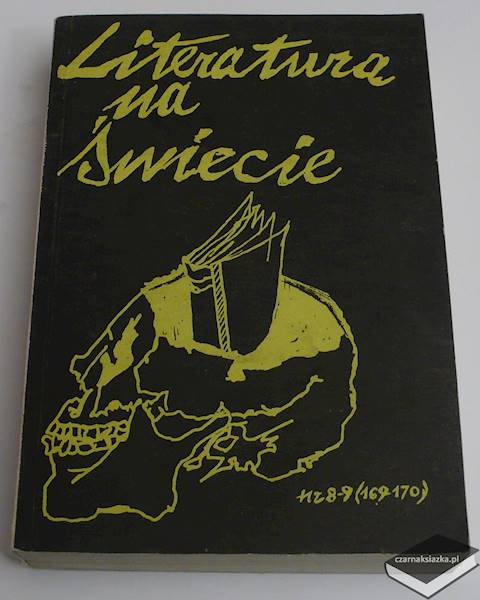 Literatura
na
świecie
nr 8-9 (169-170)
czarnaksiazka.pl